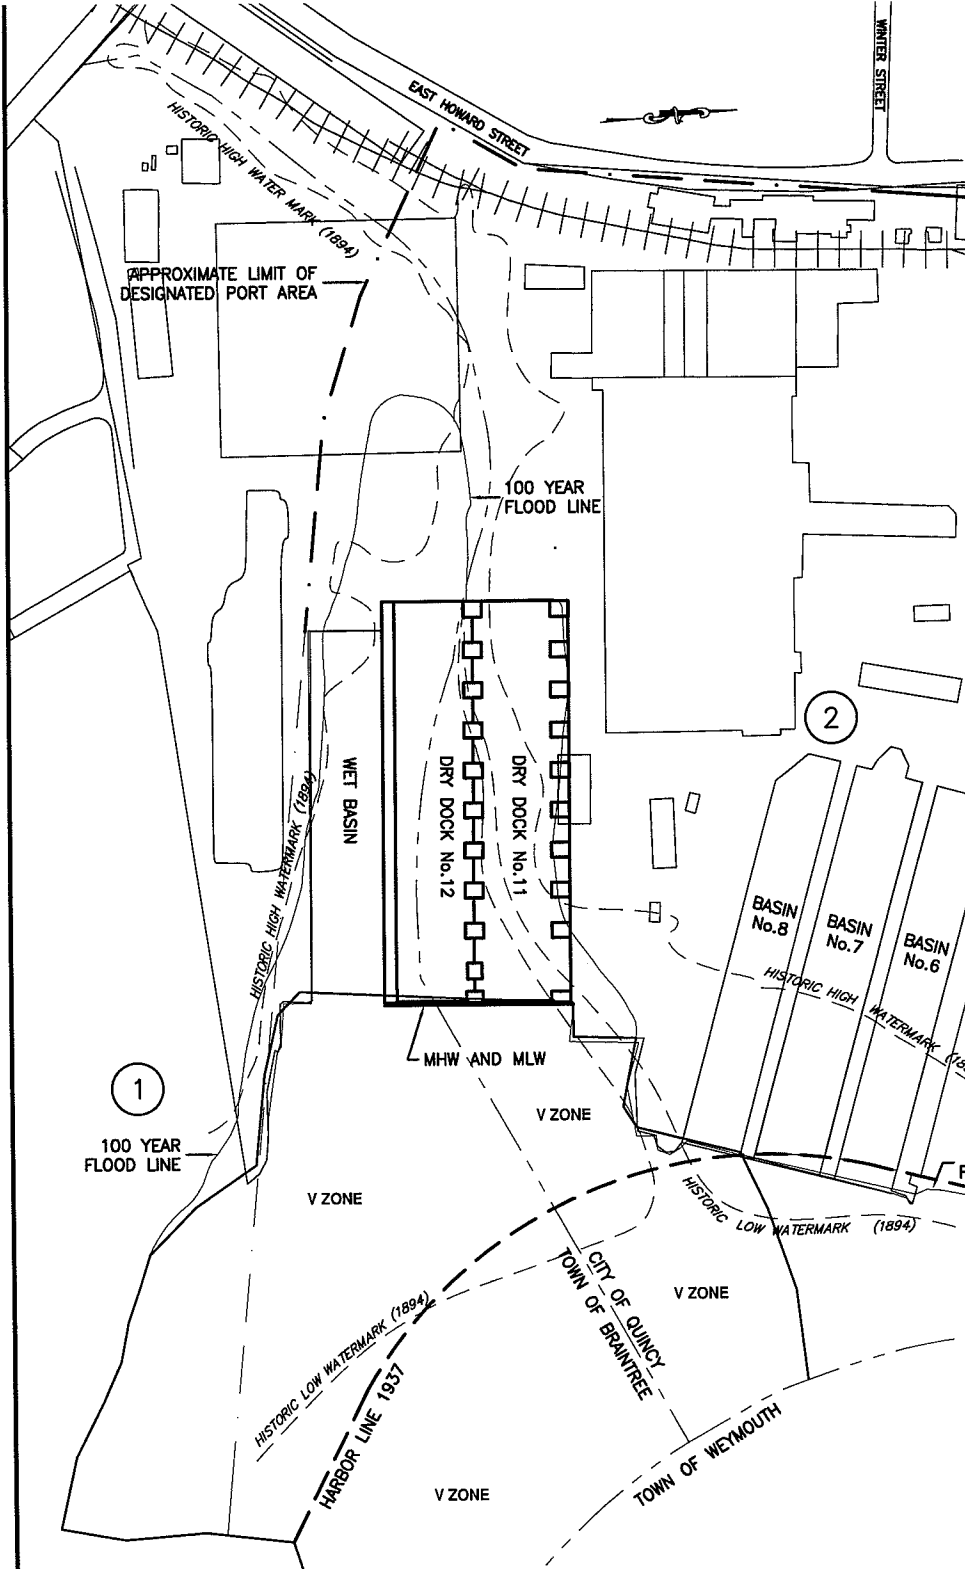 WINTER STREET
EAST HOWARD STREET
HISTORIC HIGH WATER MARK (1894)
APPROXIMATE LIMIT OF
DESIGNATED PORT AREA
100 YEAR
FLOOD LINE
2
WET BASIN
DRY DOCK No.12
DRY DOCK No.11
HISTORIC HIGH WATERMARK (1894)
BASIN
No.8
BASIN
No.7
BASIN
No.6
HISTORIC HIGH WATERMARK
MHW AND MLW
1
V ZONE
100 YEAR
FLOOD LINE
V ZONE
HISTORIC LOW WATERMARK (1894)
CITY OF QUINCY
TOWN OF BRAINTREE
V ZONE
HISTORIC LOW WATERMARK (1894)
HARBOR LINE 1937
TOWN OF WEYMOUTH
V ZONE